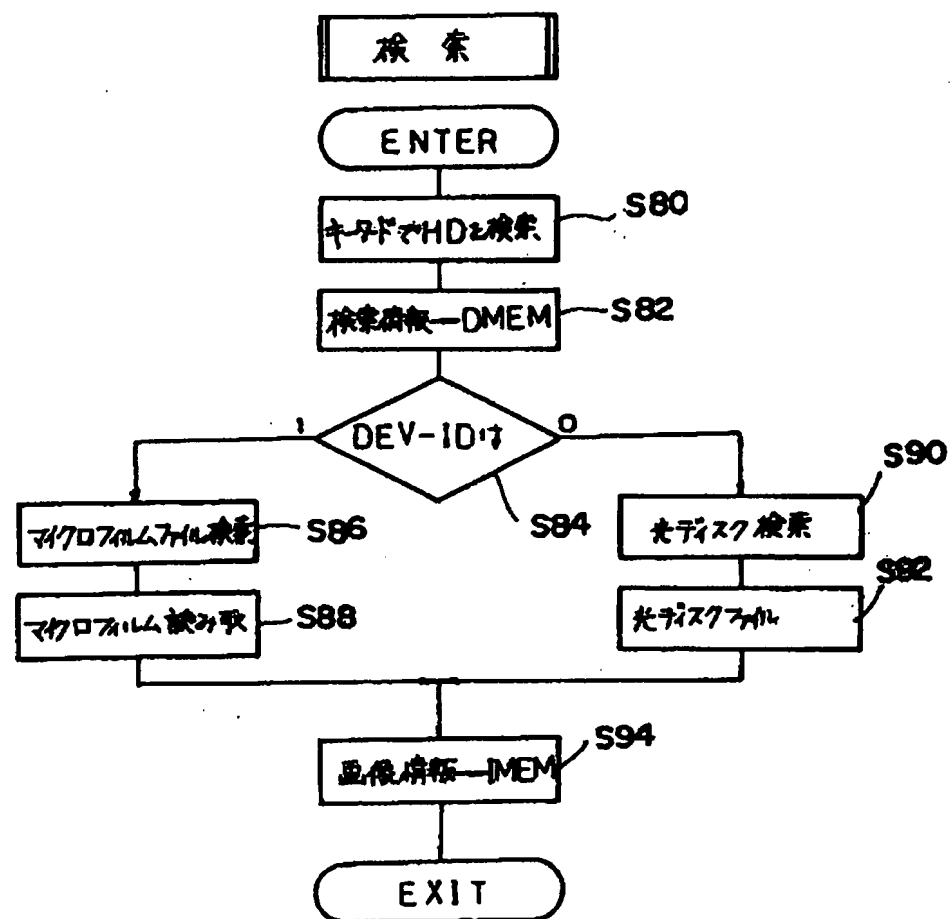 検 索
ENTER
キーワードでHDを検索
S80
検索情報→DMEM
S82
DEV-IDは
1
0
S84
マイクロフィルムファイル検索
S86
光ディスク検索
S90
マイクロフィルム読み取
S88
光ディスクファイル
S82
画像情報→IMEM
S94
EXIT